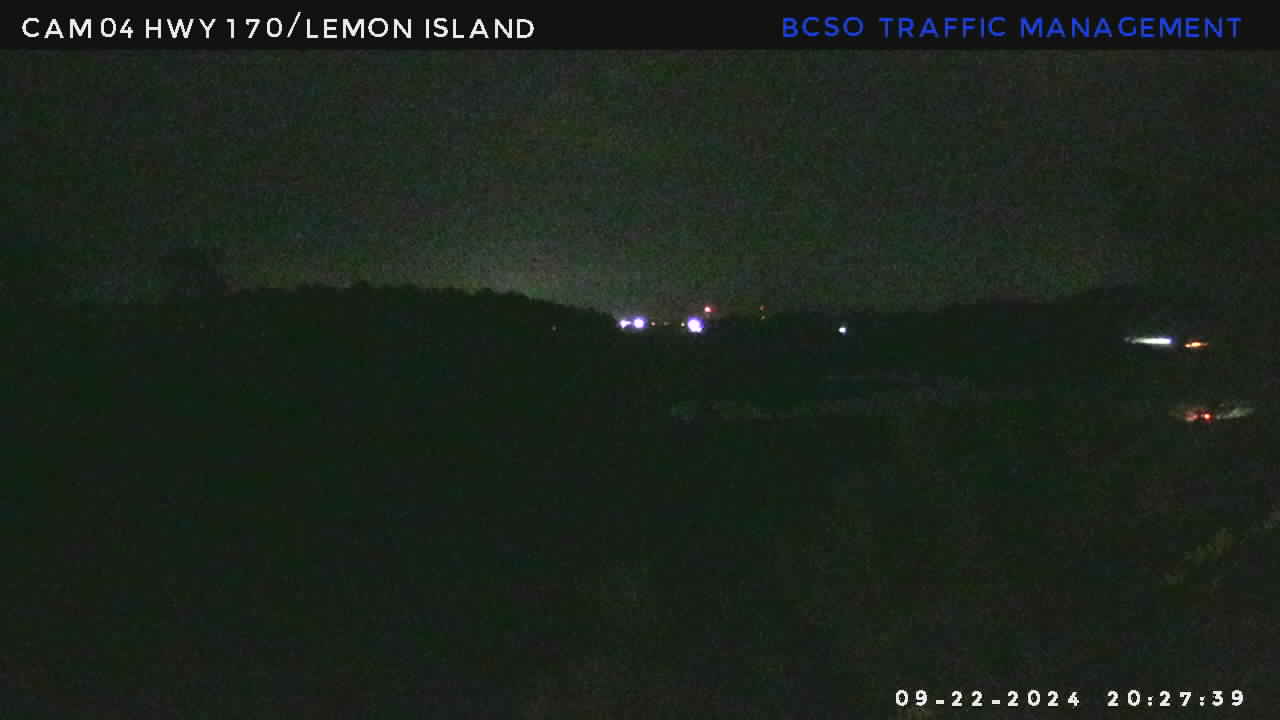 CAM04 HWY 170/LEMON ISLAND
BCSO TRAFFIC MANAGEMENT
09-22-2024 20:27:39